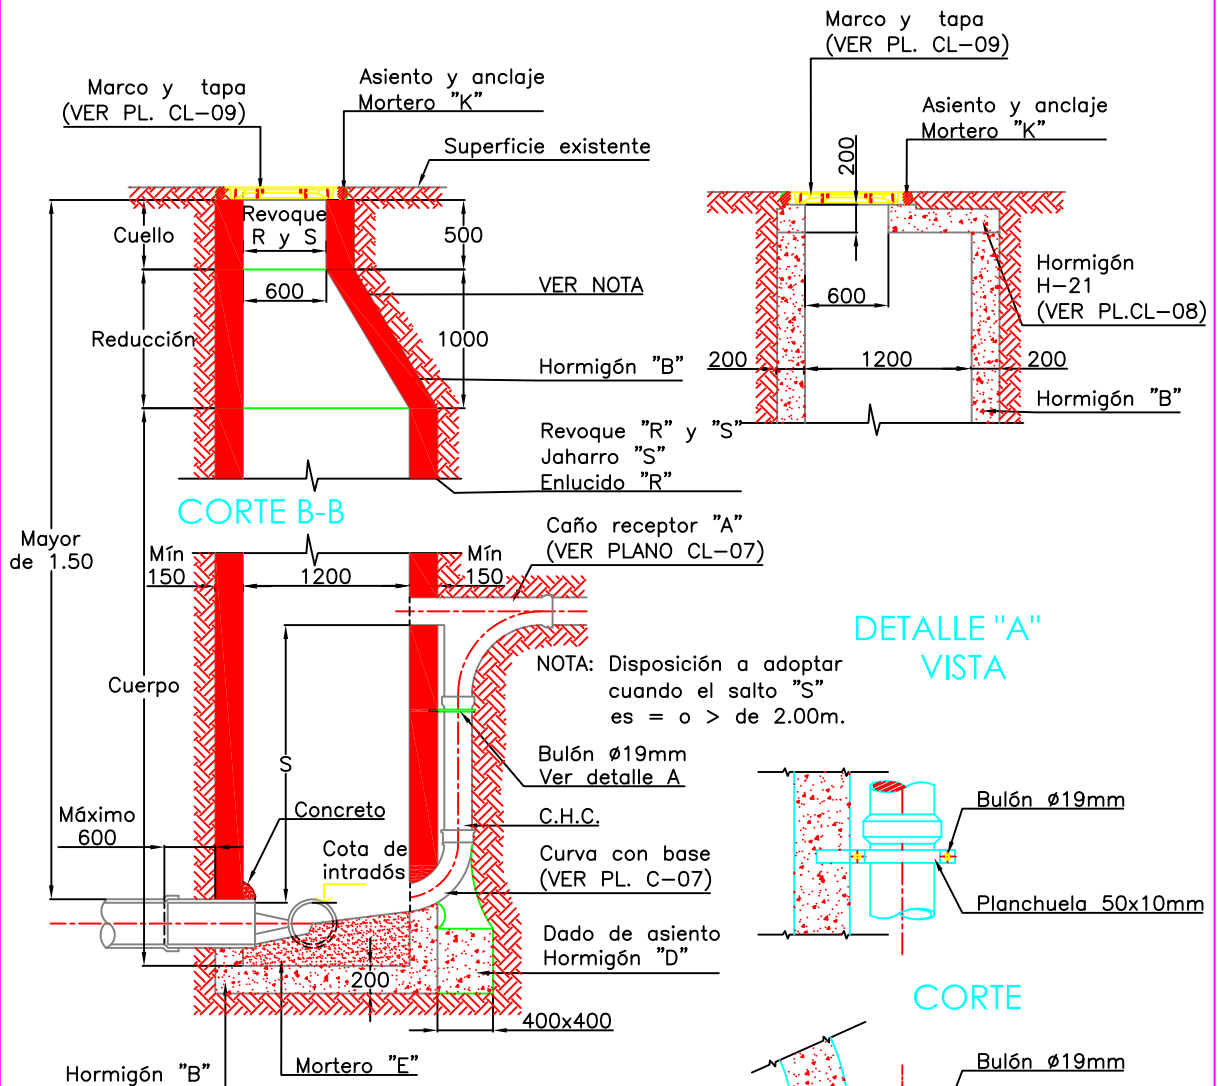 Marco y tapa
(VER PL. CL-09)
Asiento y anclaje
Mortero "K"
Superficie existente
Revoque
R y S
Cuello
500
600
VER NOTA
Reducción
1000
Hormigón "B"
Revoque "R" y "S"
Jaharro "S"
Enlucido "R"
CORTE B-B
Mayor
de 1.50
Mín
150
1200
Mín
150
Caño receptor "A"
(VER PLANO CL-07)
NOTA: Disposición a adoptar
cuando el salto "S"
es = o > de 2.00m.
Cuerpo
S
Bulón ø19mm
Ver detalle A
Máximo
600
Concreto
C.H.C.
Cota de
intradós
Curva con base
(VER PL. C-07)
Dado de asiento
Hormigón "D"
200
400x400
Mortero "E"
Hormigón "B"
Marco y tapa
(VER PL. CL-09)
Asiento y anclaje
Mortero "K"
200
Hormigón
H-21
(VER PL.CL-08)
600
200
1200
200
Hormigón "B"
DETALLE "A"
VISTA
Bulón ø19mm
Planchuela 50x10mm
CORTE
Bulón ø19mm